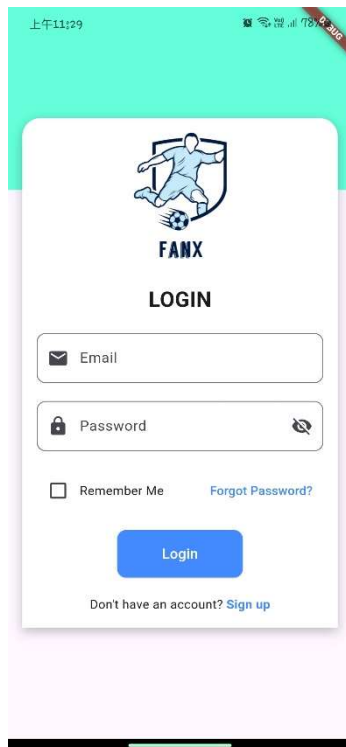 上午11:29 78%
FANX
LOGIN
Email
Password
Remember Me Forgot Password?
Login
Don't have an account? Sign up